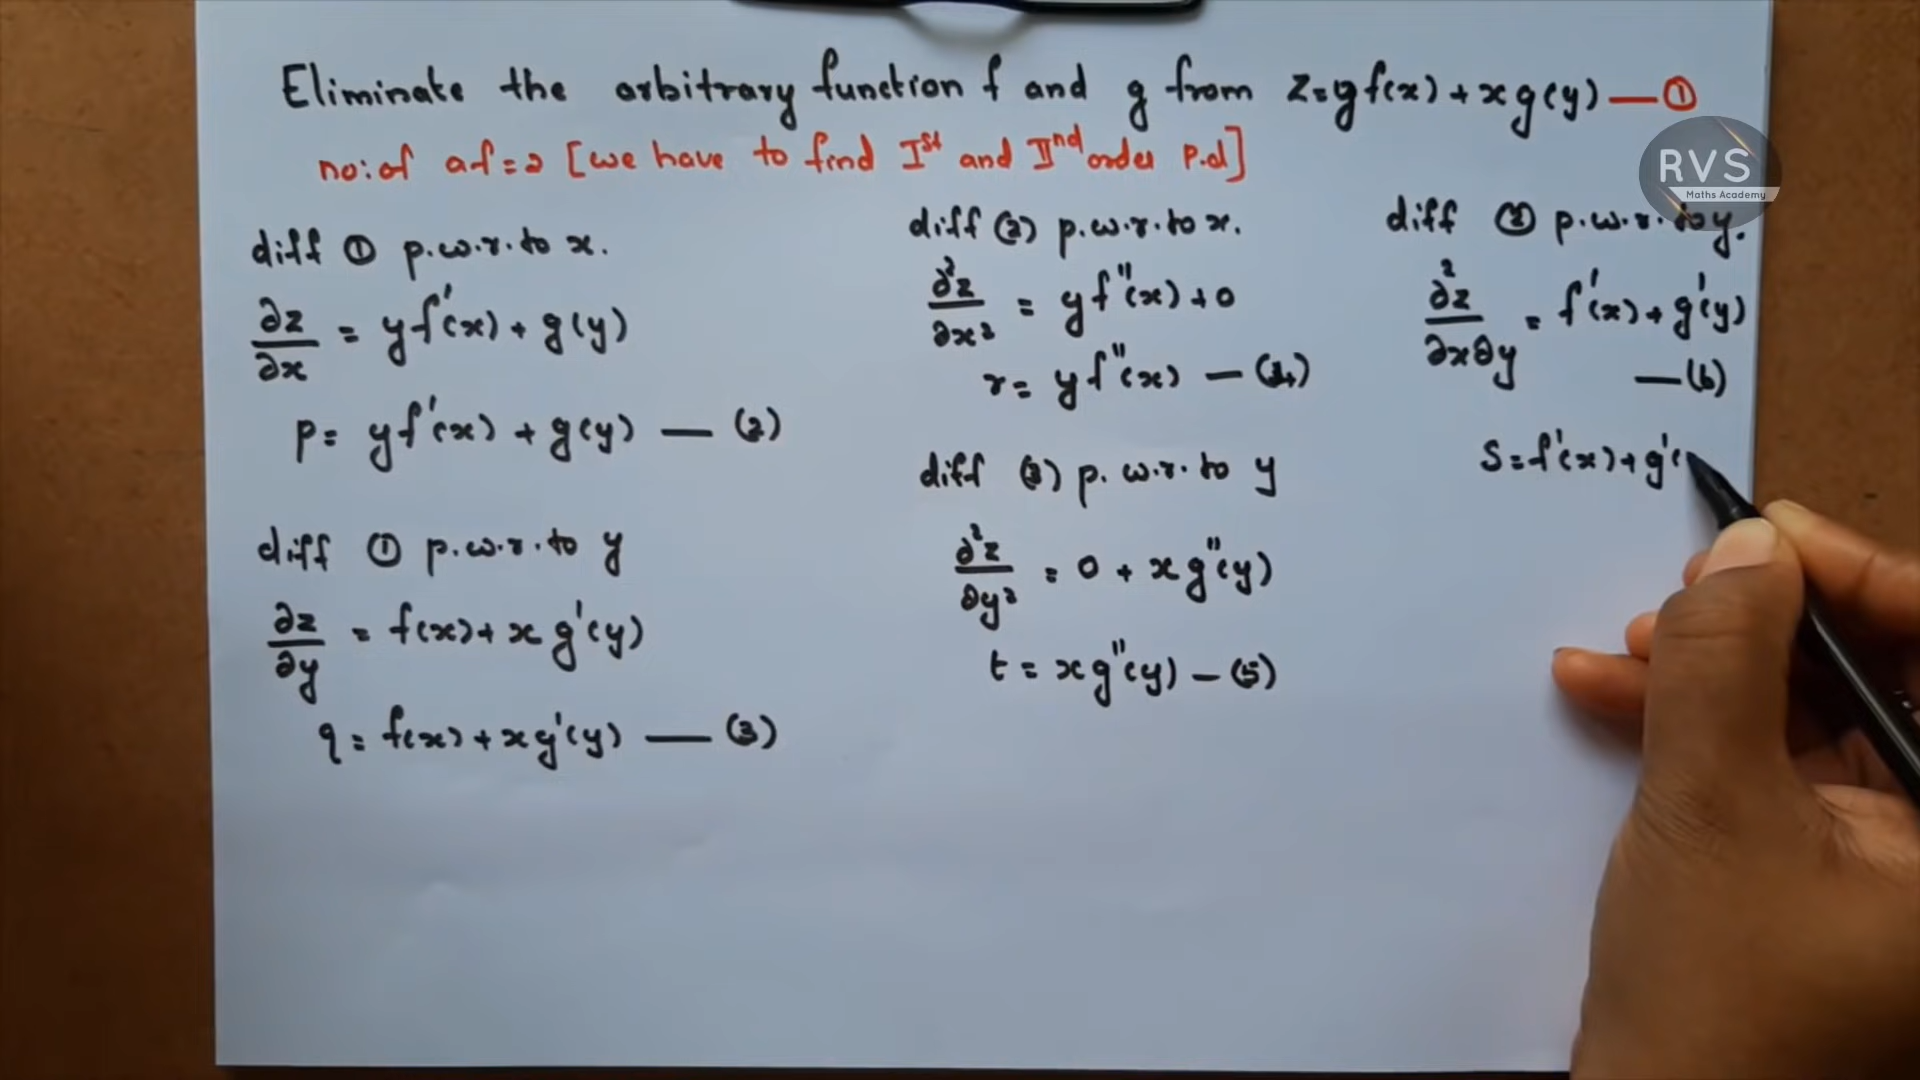 Eliminate the arbitrary function f and g from z=yf(x)+xg(y) — ①
no:of af=2 [we have to find Iˢᵗ and IIⁿᵈ order p.d]
RVS
Maths Academy
diff ① p.w.r.to x.
∂z/∂x = yf'(x)+g(y)
p= yf'(x)+g(y) — (2)
diff ① p.w.r.to y
∂z/∂y = f(x)+xg'(y)
q= f(x)+xg'(y) — (3)
diff (2) p.w.r.to x.
∂²z/∂x² = yf''(x)+0
r= yf''(x) — (4)
diff (3) p.w.r.to y
∂²z/∂y² = 0+xg''(y)
t= xg''(y) — (5)
diff p.w.r.to y.
∂²z/∂x∂y = f'(x)+g'(y)
— (6)
S=f'(x)+g'(